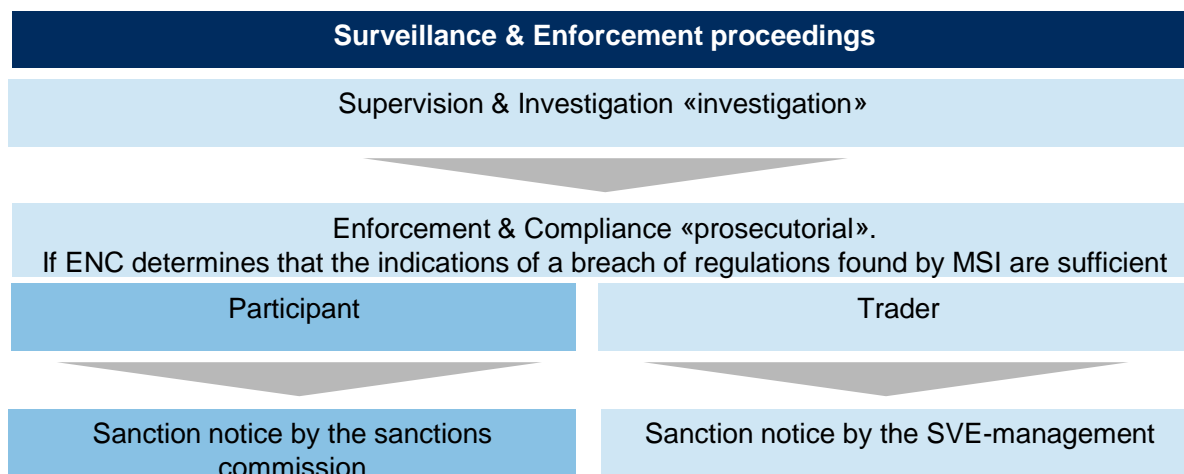 Surveillance & Enforcement proceedings
Supervision & Investigation «investigation»
Enforcement & Compliance «prosecutorial».
If ENC determines that the indications of a breach of regulations found by MSI are sufficient
Participant
Trader
Sanction notice by the sanctions
commission
Sanction notice by the SVE-management